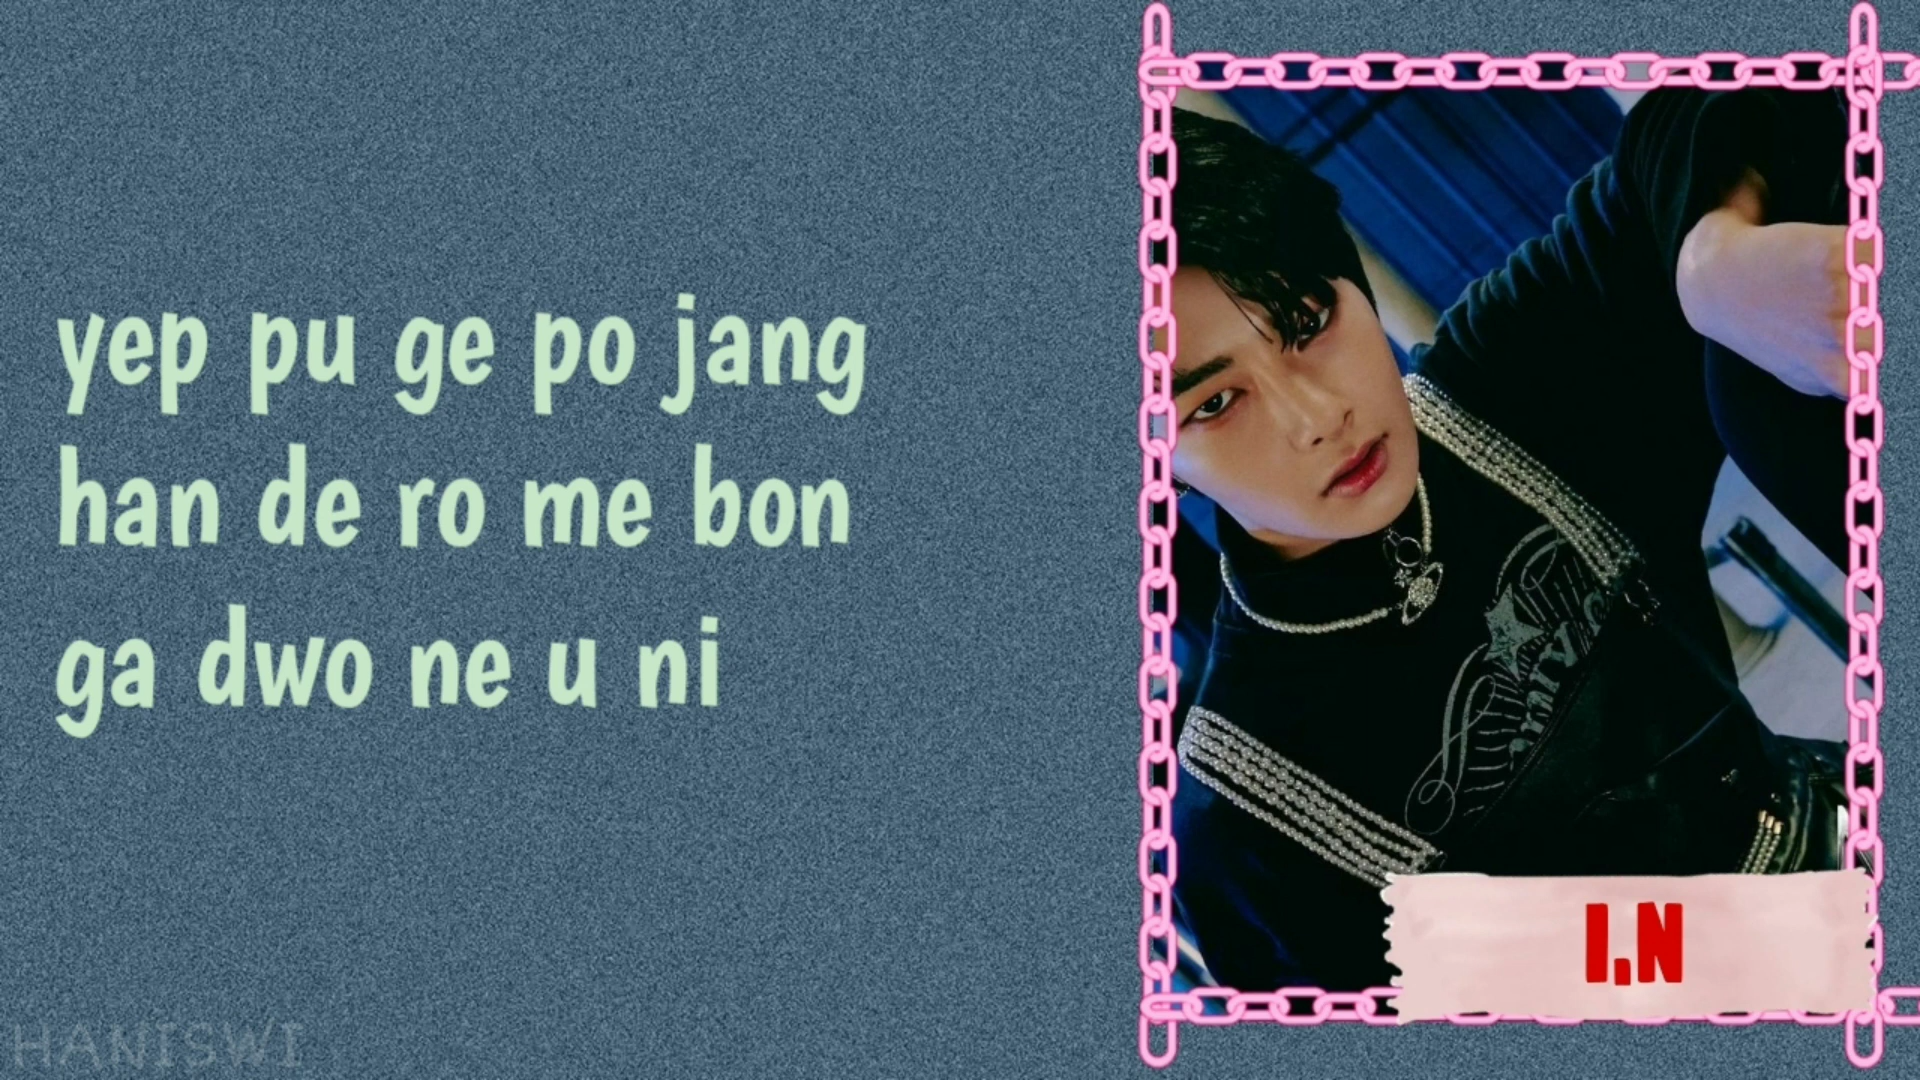 yep pu ge po jang
han de ro me bon
ga dwo ne u ni
I.N
HANISWI